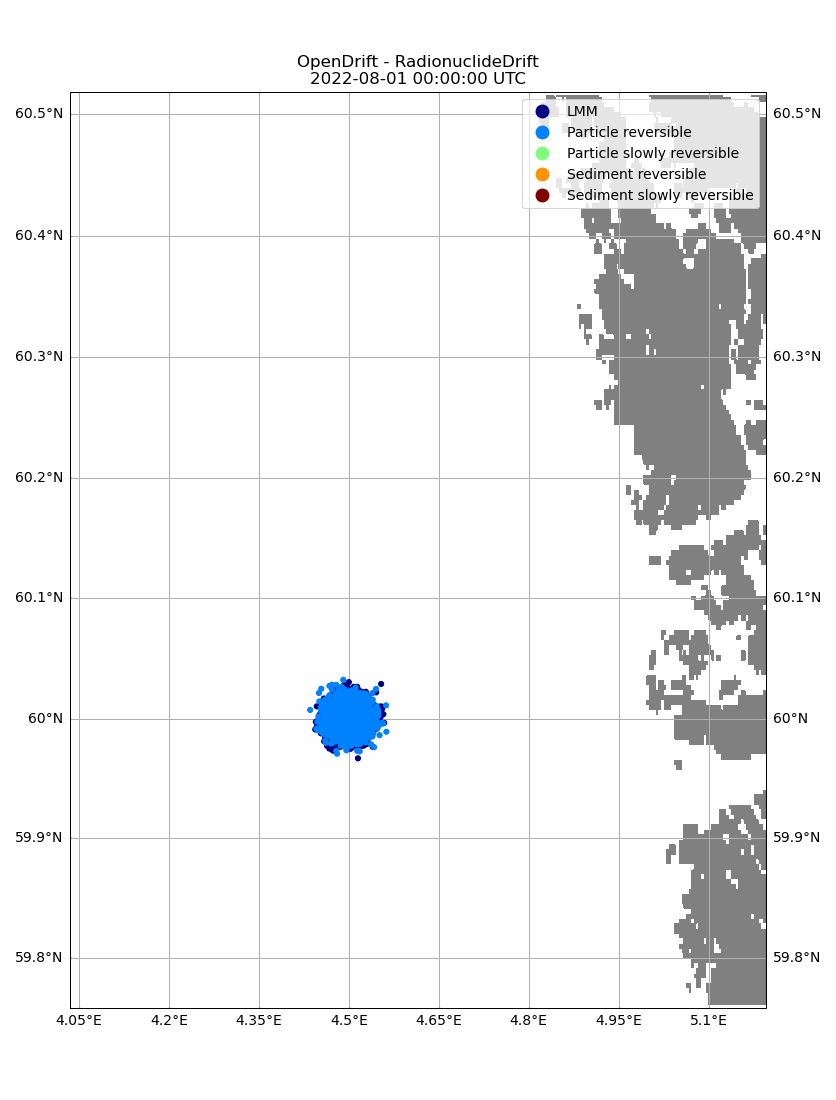 OpenDrift - RadionuclideDrift
2022-08-01 00:00:00 UTC
LMM
Particle reversible
Particle slowly reversible
Sediment reversible
Sediment slowly reversible
60.5°N 60.5°N
60.4°N 60.4°N
60.3°N 60.3°N
60.2°N 60.2°N
60.1°N 60.1°N
60°N 60°N
59.9°N 59.9°N
59.8°N 59.8°N
4.05°E 4.2°E 4.35°E 4.5°E 4.65°E 4.8°E 4.95°E 5.1°E